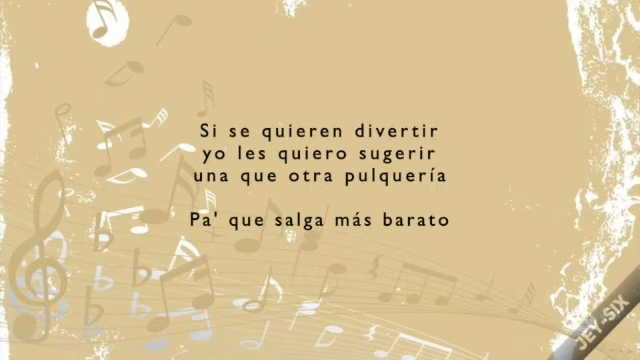 Si se quieren divertir
yo les quiero sugerir
una que otra pulquería
Pa' que salga más barato
JEY-SIX